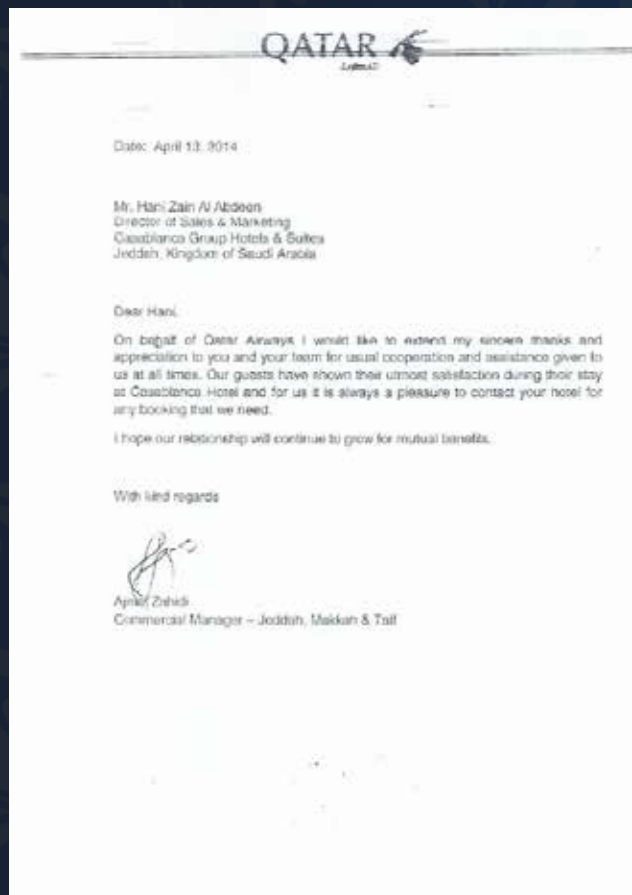 QATAR
Date: April 13, 2014
Mr. Hani Zain Al Abdeen
Director of Sales & Marketing
Casablanca Group Hotels & Suites
Jeddah, Kingdom of Saudi Arabia
Dear Hani,
On behalf of Qatar Airways I would like to extend my sincere thanks and
appreciation to you and your team for usual cooperation and assistance given to
us at all times. Our guests have shown their utmost satisfaction during their stay
at Casablanca Hotel and for us it is always a pleasure to contact your hotel for
any booking that we need.
I hope our relationship will continue to grow for mutual benefits.
With kind regards
Zahidi
Commercial Manager – Jeddah, Makkah & Taif